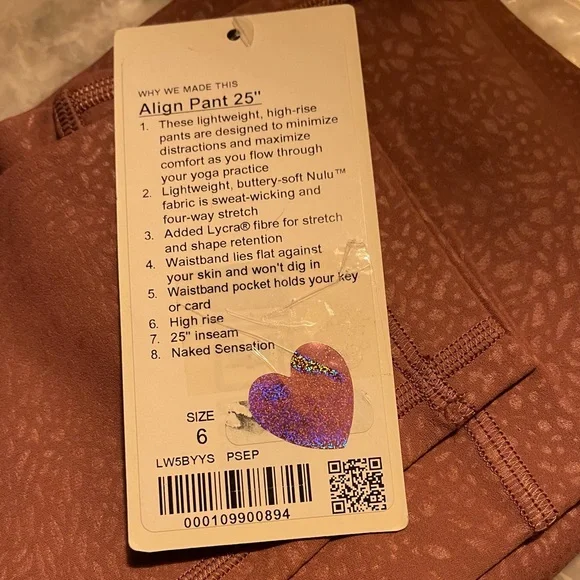 WHY WE MADE THIS
Align Pant 25"
1. These lightweight, high-rise
pants are designed to minimize
distractions and maximize
comfort as you flow through
your yoga practice
2. Lightweight, buttery-soft Nulu™
fabric is sweat-wicking and
four-way stretch
3. Added Lycra® fibre for stretch
and shape retention
4. Waistband lies flat against
your skin and won't dig in
5. Waistband pocket holds your key
or card
6. High rise
7. 25" inseam
8. Naked Sensation
SIZE
6
LW5BYYS PSEP
000109900894